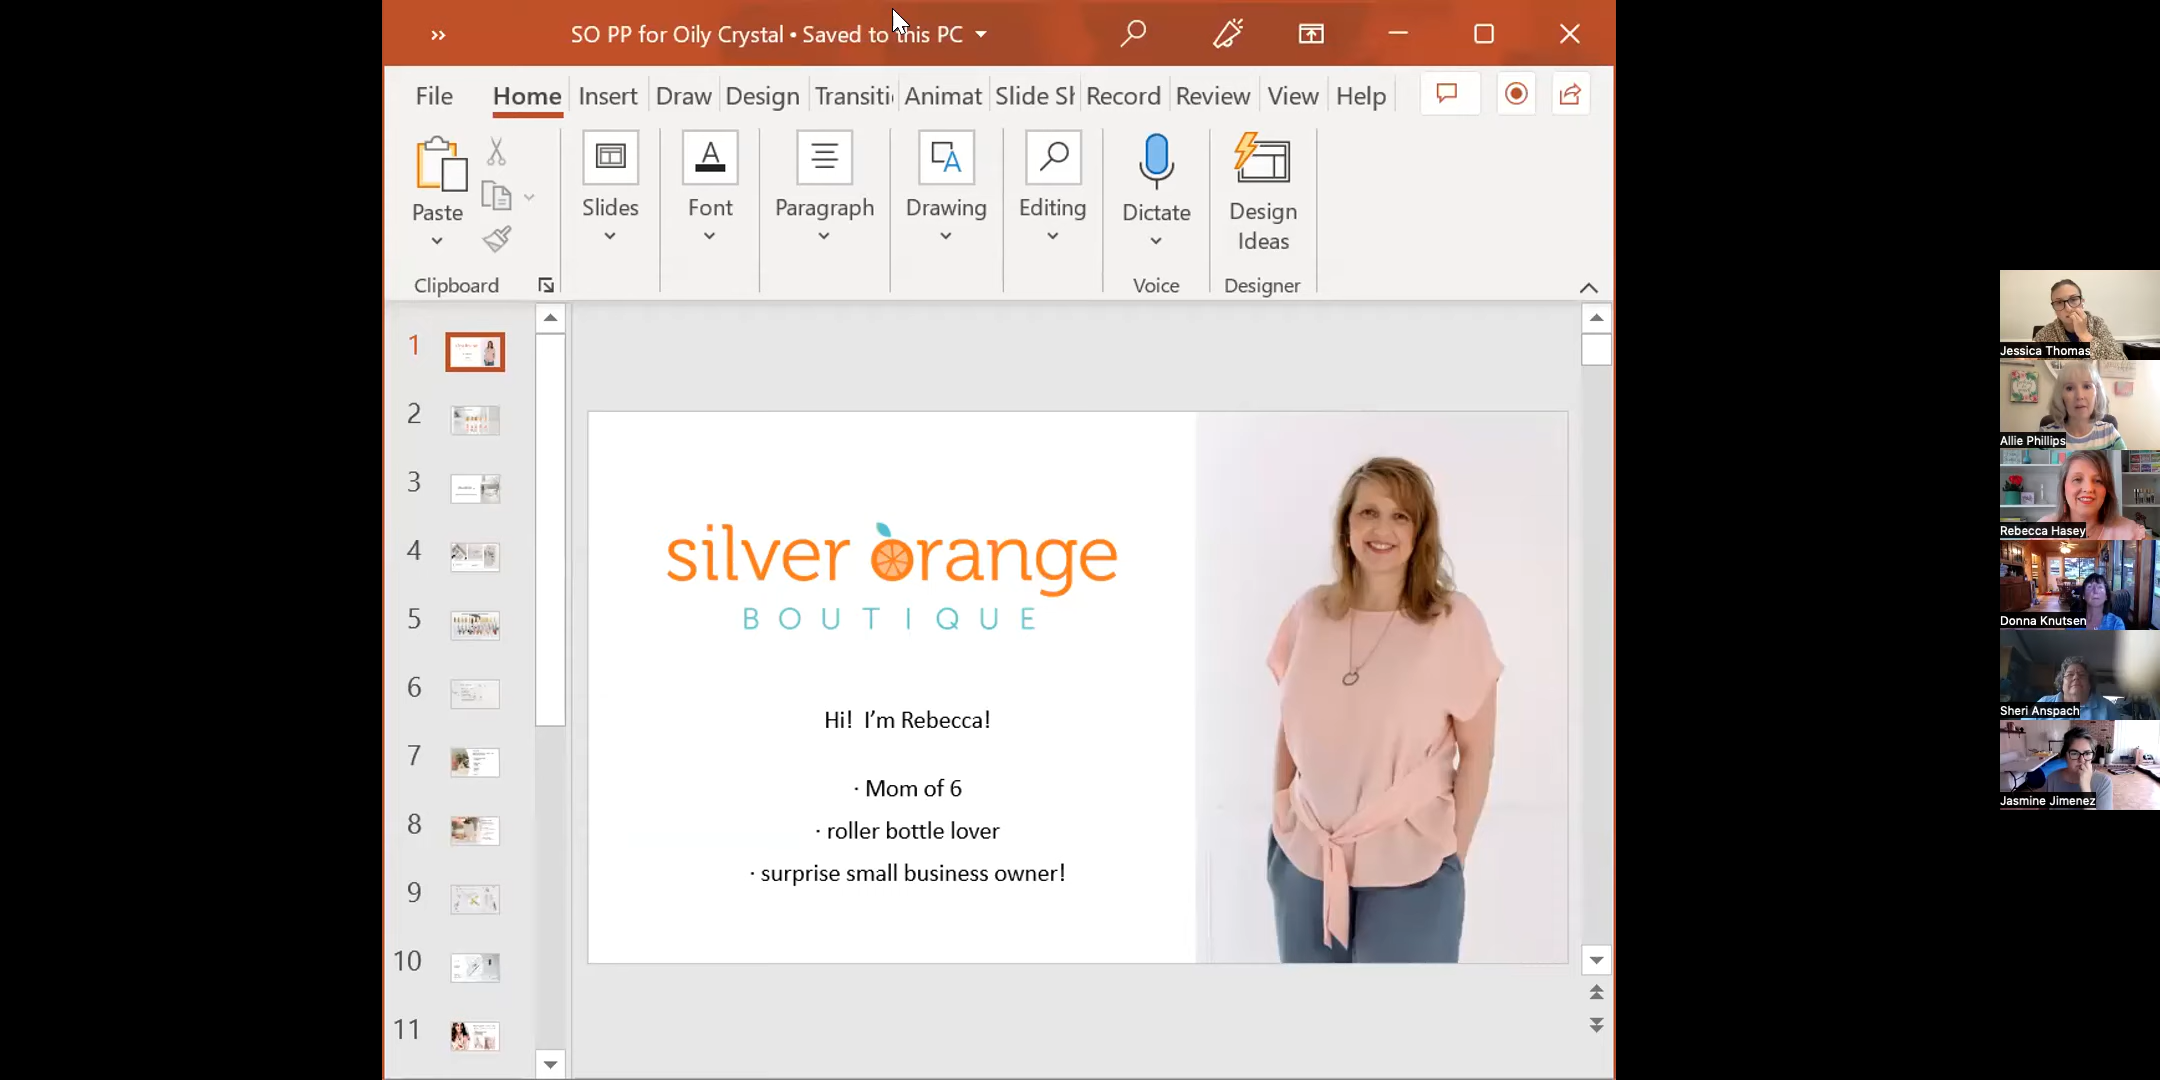 SO PP for Oily Crystal • Saved to this PC
File Home Insert Draw Design Transiti Animat Slide Sh Record Review View Help
Paste
Slides Font Paragraph Drawing Editing Dictate Design Ideas
Clipboard Voice Designer
1
2
3
4
5
6
7
8
9
10
11
silver orange
BOUTIQUE
Hi! I’m Rebecca!
· Mom of 6
· roller bottle lover
· surprise small business owner!
Jessica Thomas
Allie Phillips
Rebecca Hasey
Donna Knutsen
Sheri Anspach
Jasmine Jimenez